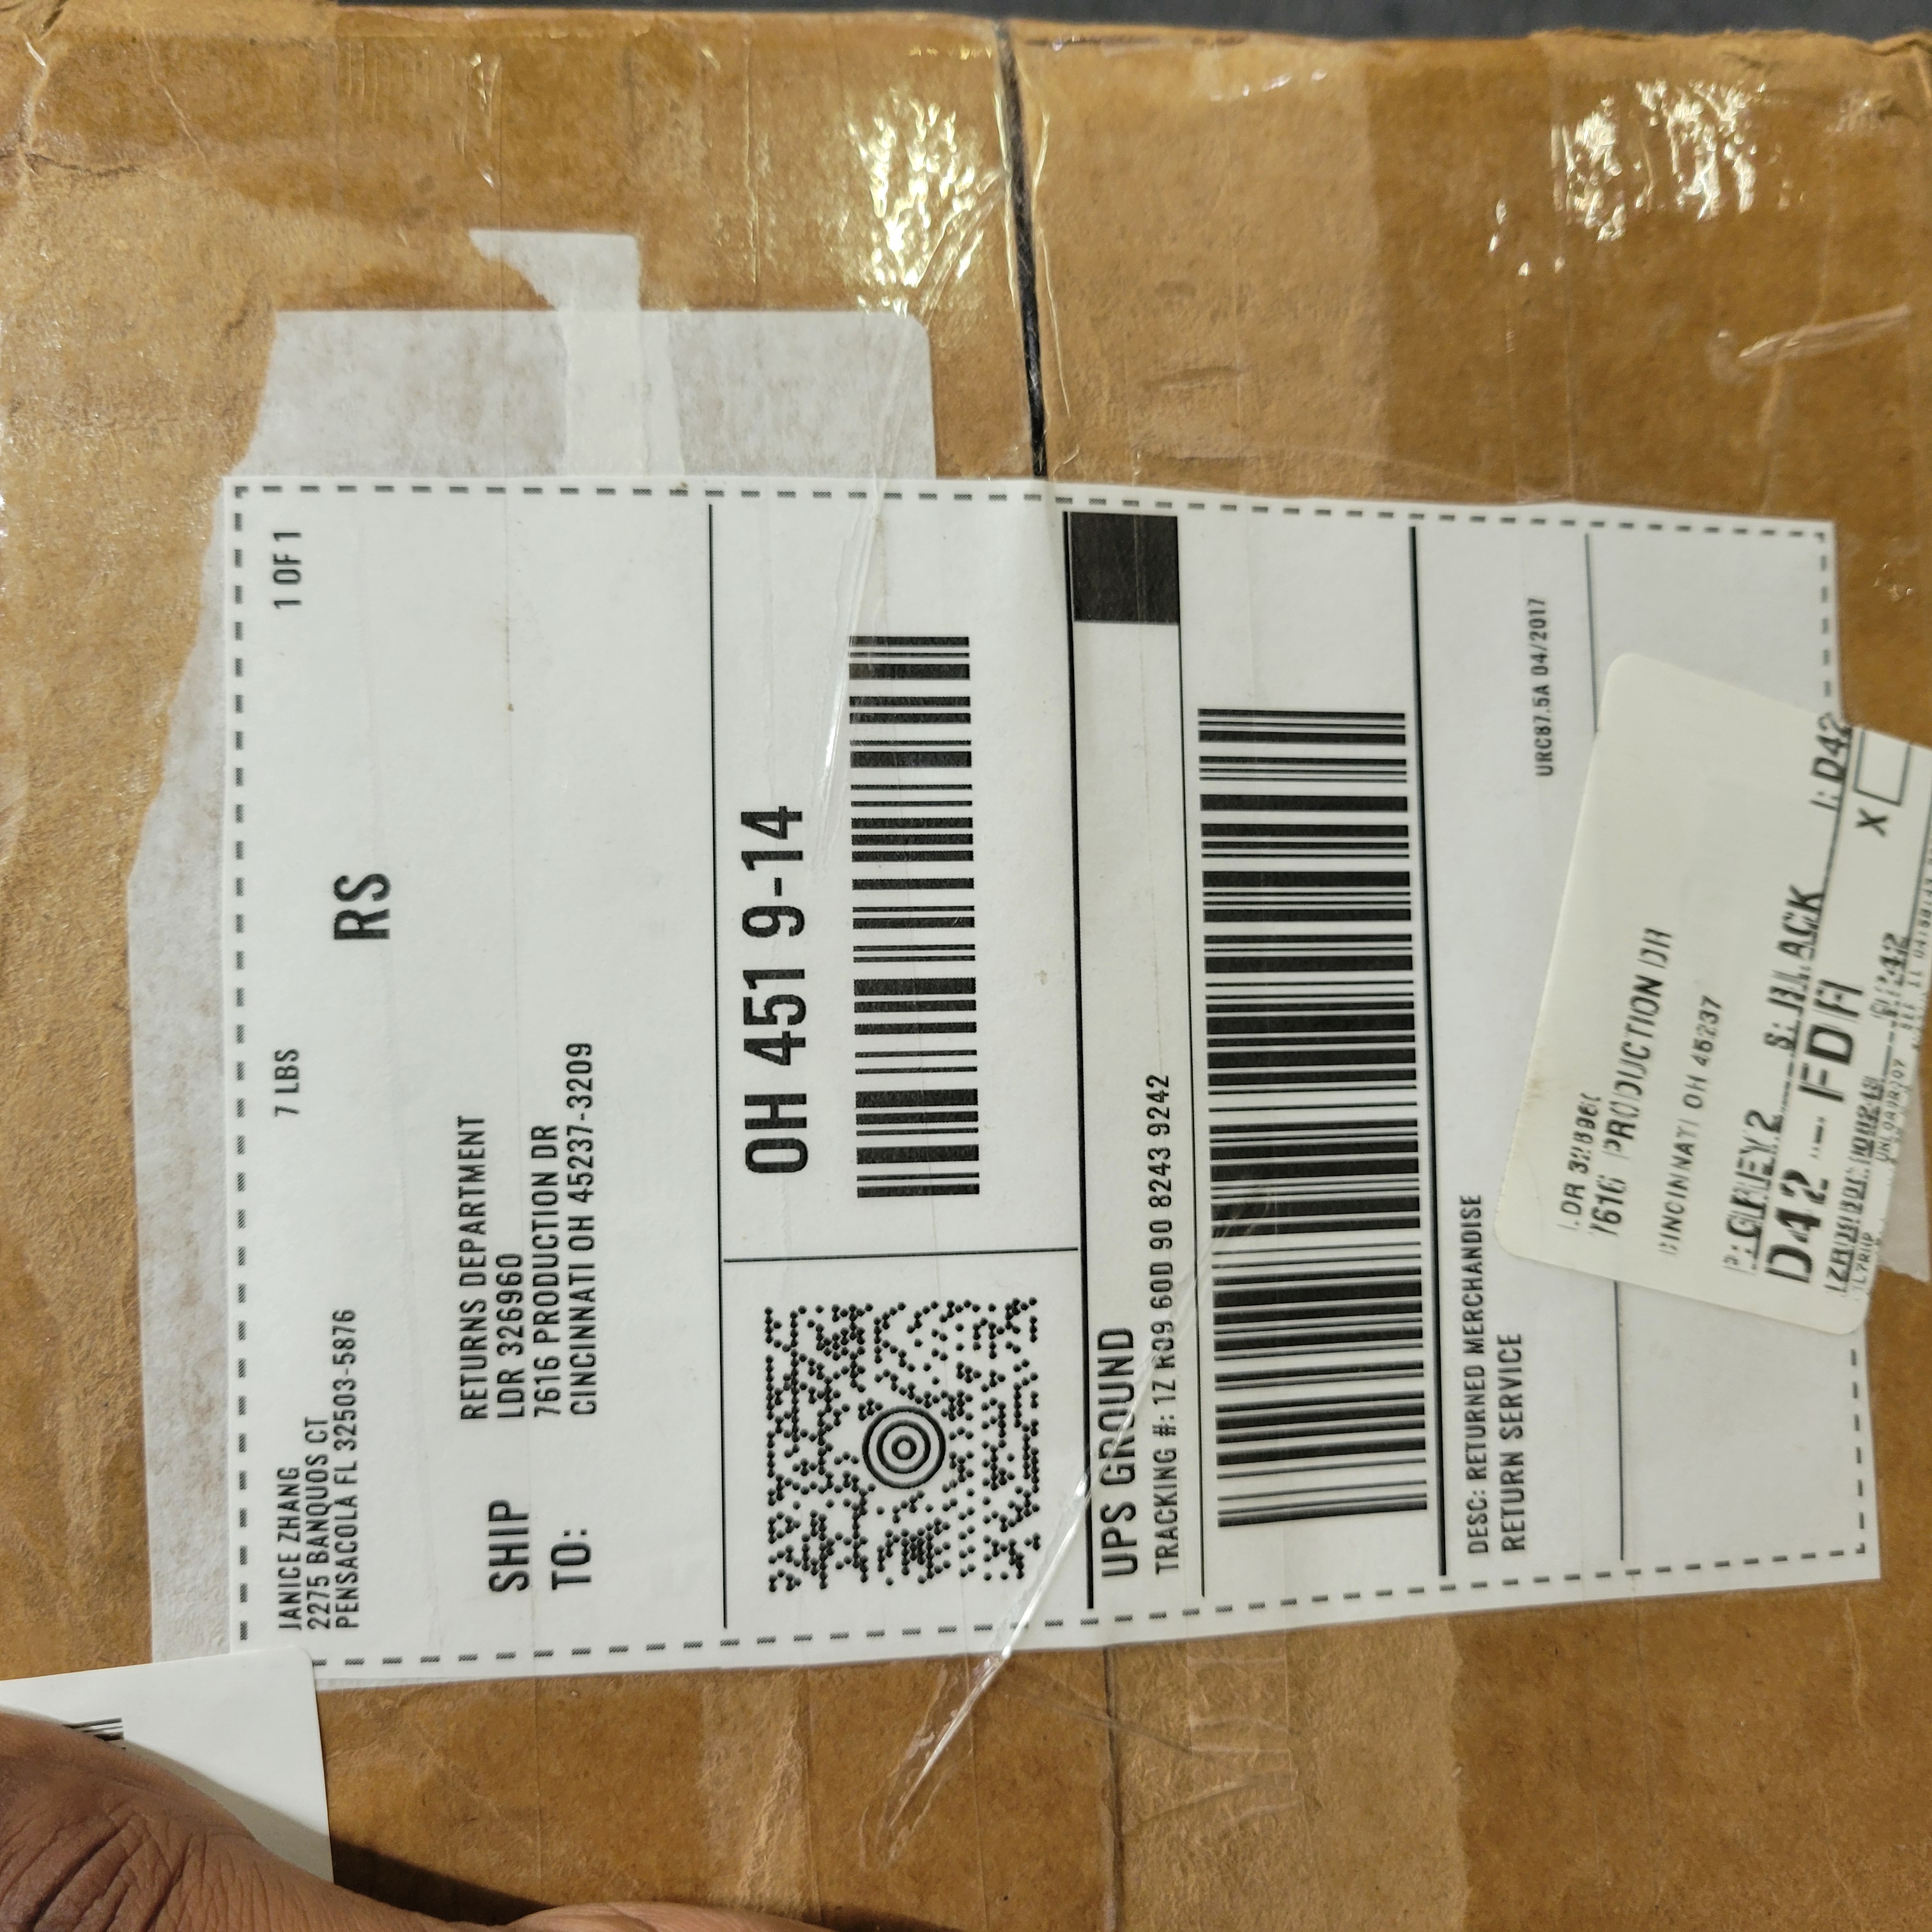 JANICE ZHANG
2275 BANQUOS CT
PENSACOLA FL 32503-5876
7 LBS
1 OF 1
RS
SHIP
TO:
RETURNS DEPARTMENT
LDR 326960
7616 PRODUCTION DR
CINCINNATI OH 45237-3209
OH 451 9-14
UPS GROUND
TRACKING #: 1Z R09 60D 90 8243 9242
DESC: RETURNED MERCHANDISE
RETURN SERVICE
URC87.5A 04/2017
LDR
7616 PRODUCTION DR
CINCINNATI OH 45237
P: GREY2 S: BLACK I: D42
D42 – FDA
X